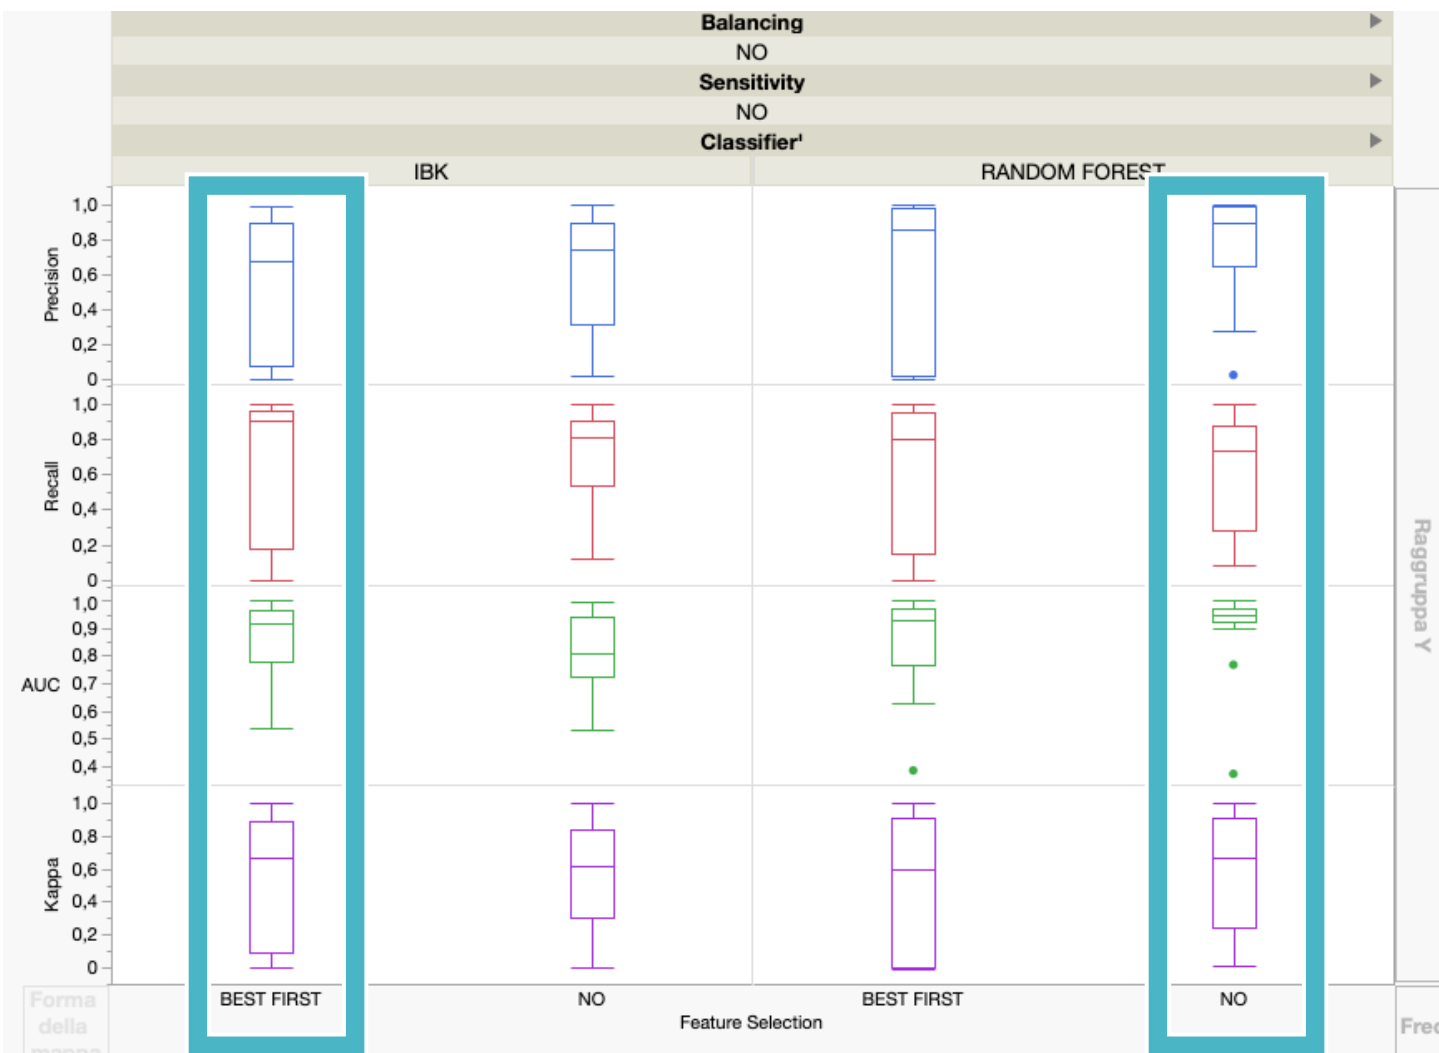 Balancing
NO
Sensitivity
NO
Classifier'
IBK RANDOM FOREST
Precision
1,0
0,8
0,6
0,4
0,2
0
Recall
1,0
0,8
0,6
0,4
0,2
0
AUC
1,0
0,9
0,8
0,7
0,6
0,5
0,4
Kappa
1,0
0,8
0,6
0,4
0,2
0
Raggruppa Y
BEST FIRST NO BEST FIRST NO
Feature Selection
Forma
della
mappa